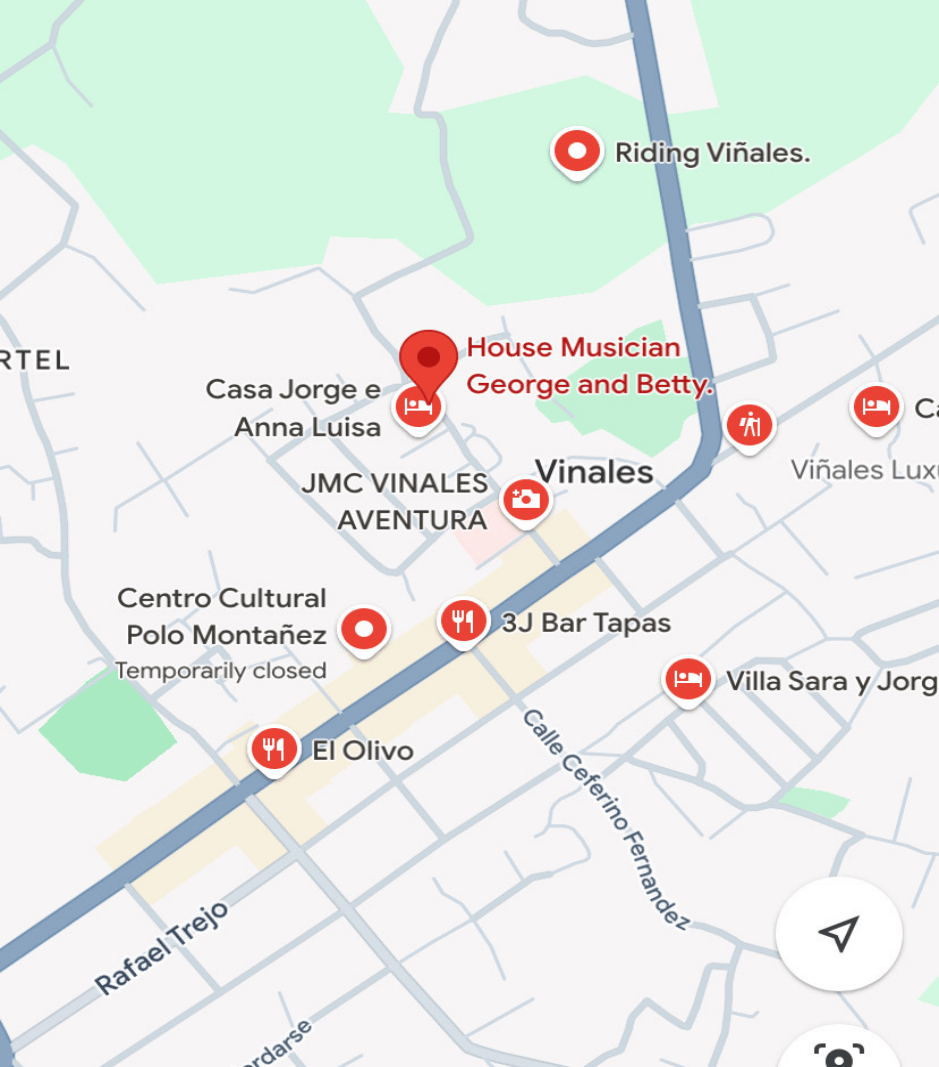 Riding Viñales.
House Musician
George and Betty.
RTEL
Casa Jorge e
Anna Luisa
Ca
Vinales
Viñales Luxu
JMC VINALES
AVENTURA
Centro Cultural
Polo Montañez
Temporarily closed
3J Bar Tapas
Villa Sara y Jorg
El Olivo
Calle Ceferino Fernandez
Rafael Trejo
ordarse